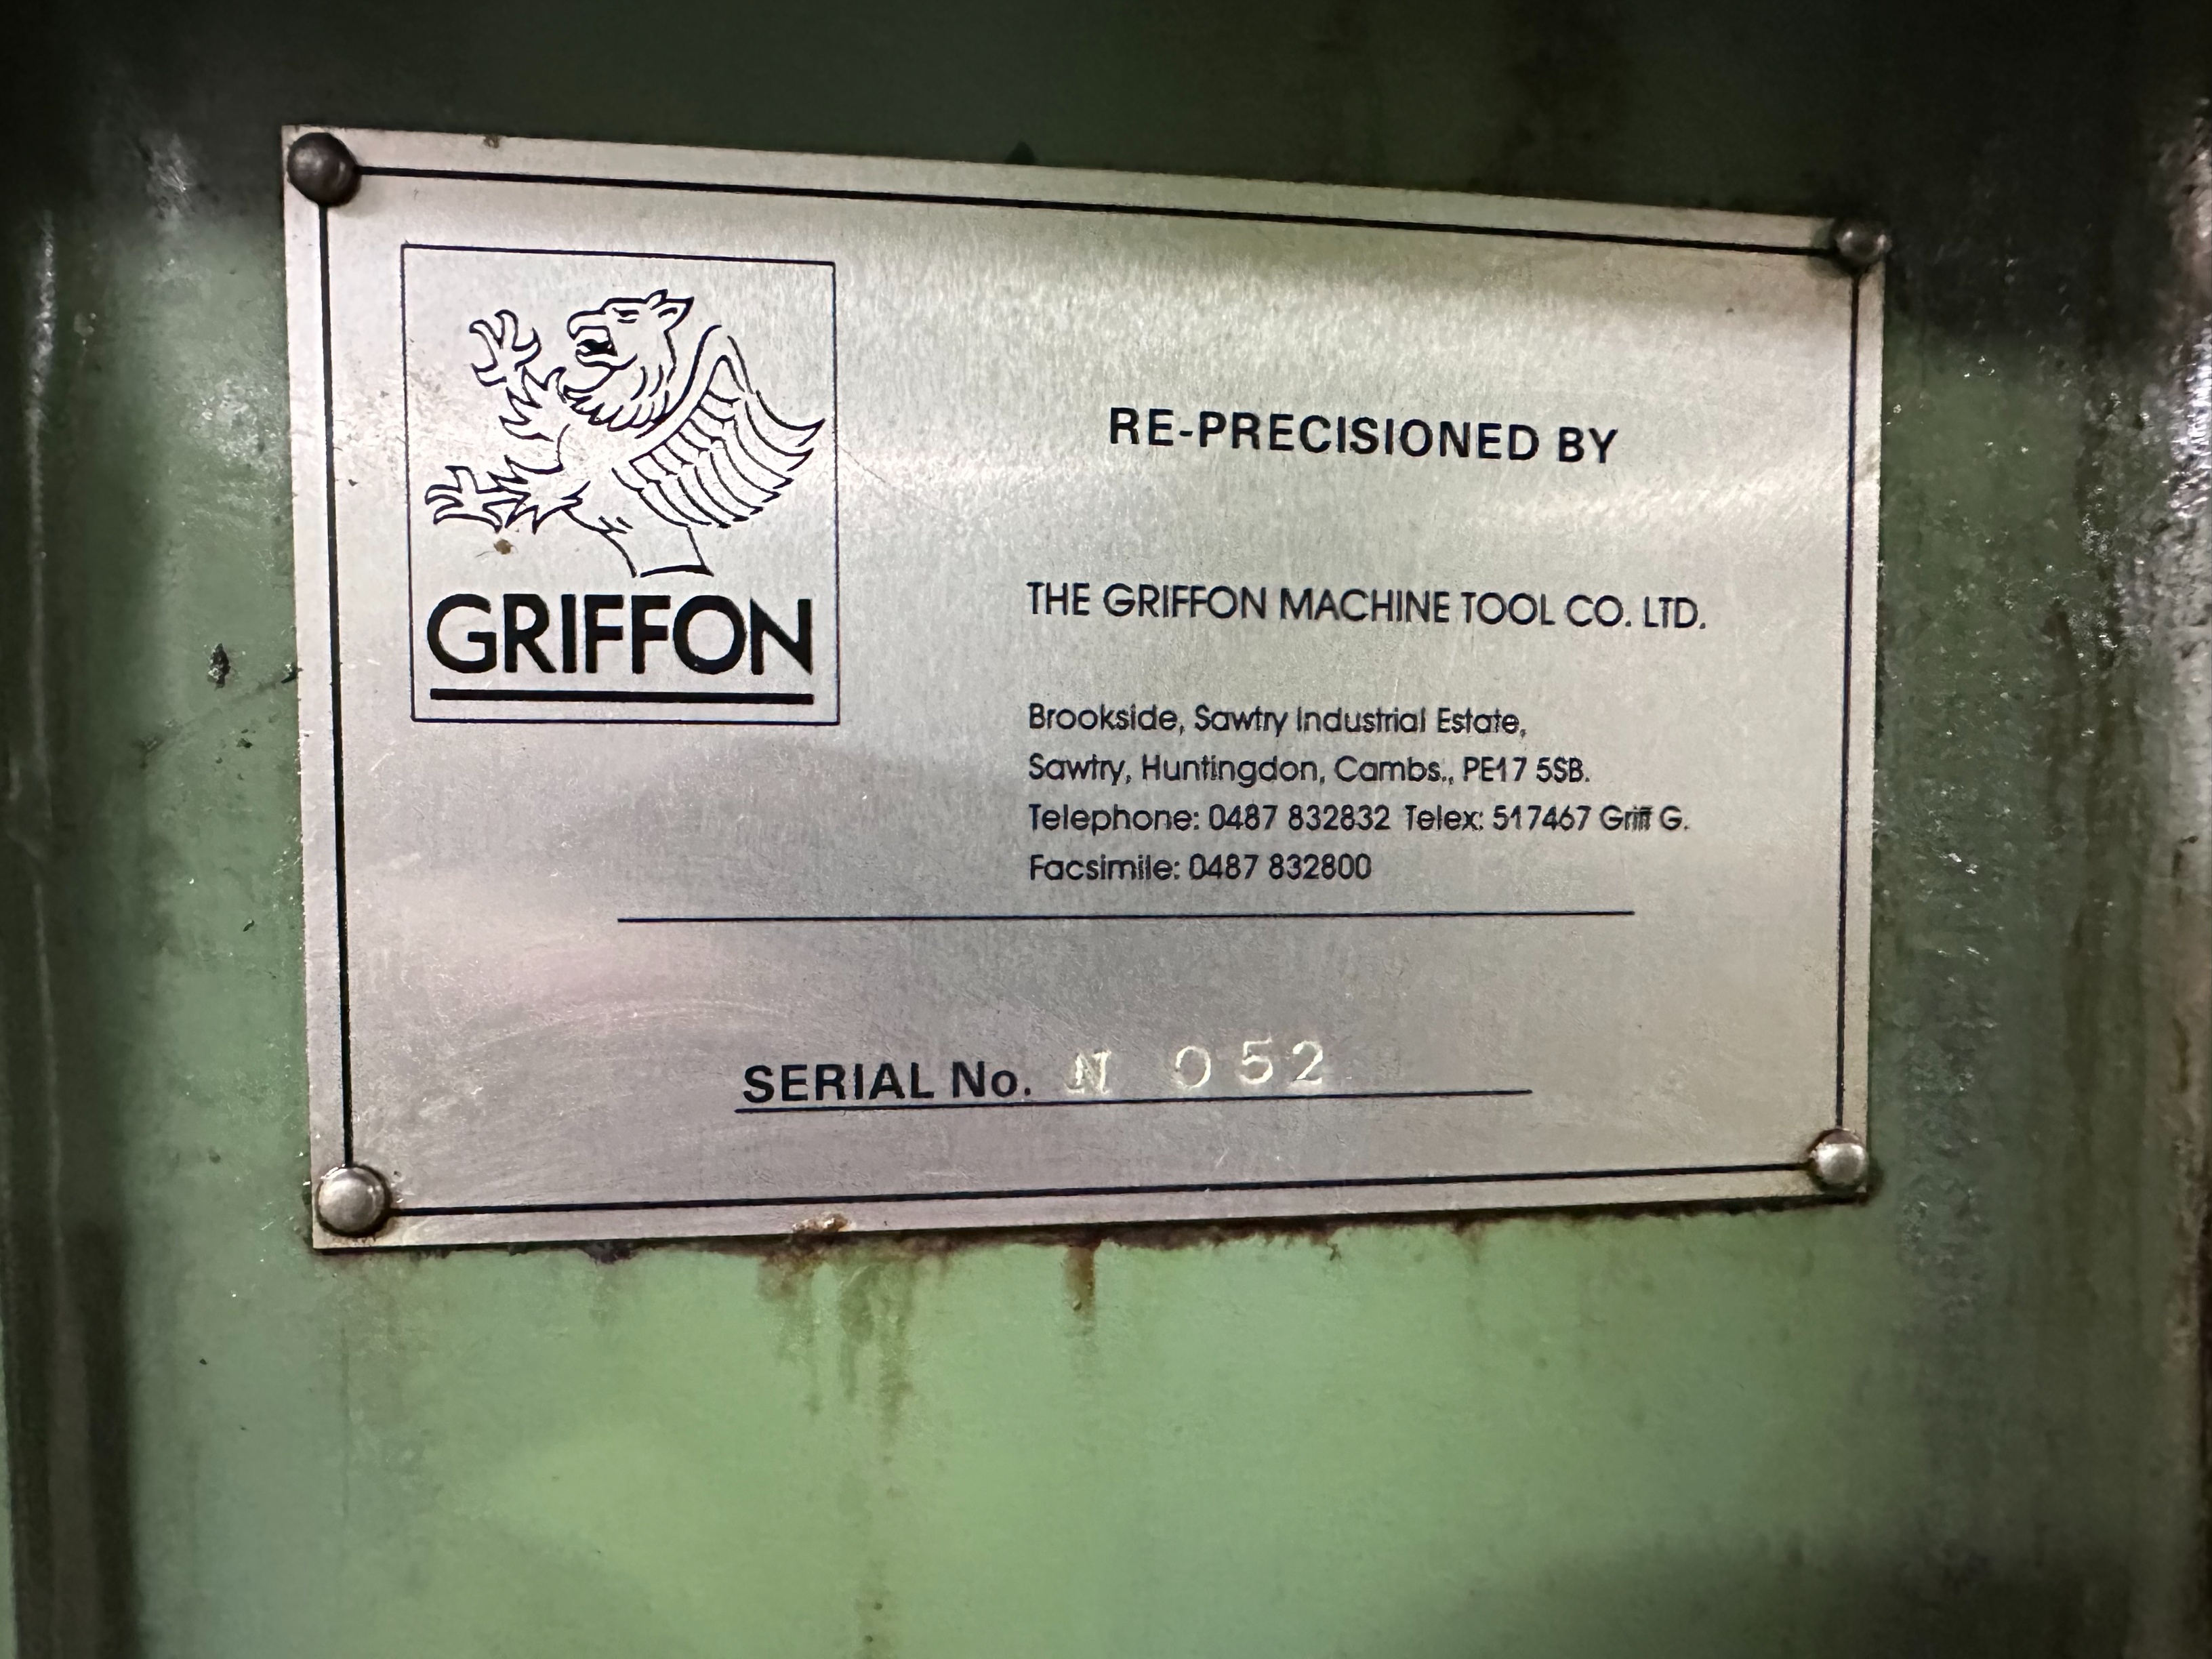 GRIFFON
RE-PRECISIONED BY
THE GRIFFON MACHINE TOOL CO. LTD.
Brookside, Sawtry Industrial Estate,
Sawtry, Huntingdon, Cambs., PE17 5SB.
Telephone: 0487 832832 Telex: 517467 Griff G.
Facsimile: 0487 832800
SERIAL No. N 052